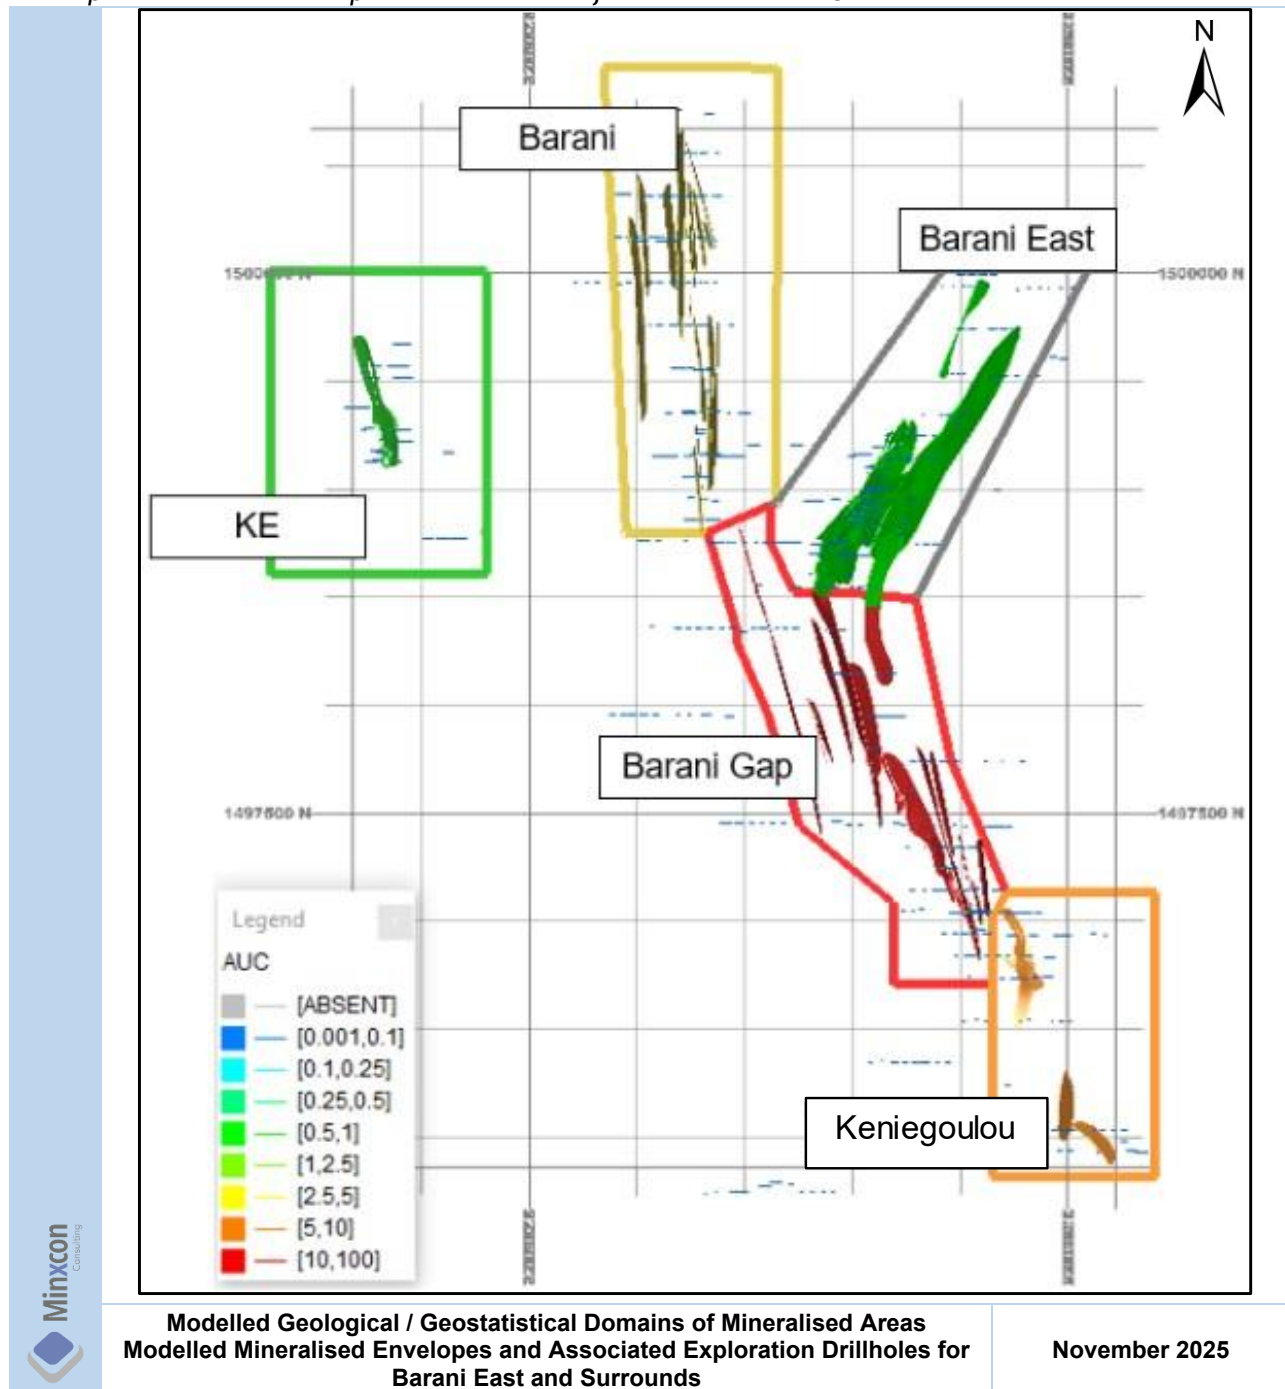 N
Barani
Barani East
1500000 N
1500000 N
KE
Barani Gap
1497500 N
1497500 N
Legend
AUC
[ABSENT]
[0.001,0.1]
[0.1,0.25]
[0.25,0.5]
[0.5,1]
[1,2.5]
[2.5,5]
[5,10]
[10,100]
Keniegoulou
Minxcon
Consulting
Modelled Geological / Geostatistical Domains of Mineralised Areas
Modelled Mineralised Envelopes and Associated Exploration Drillholes for
Barani East and Surrounds
November 2025